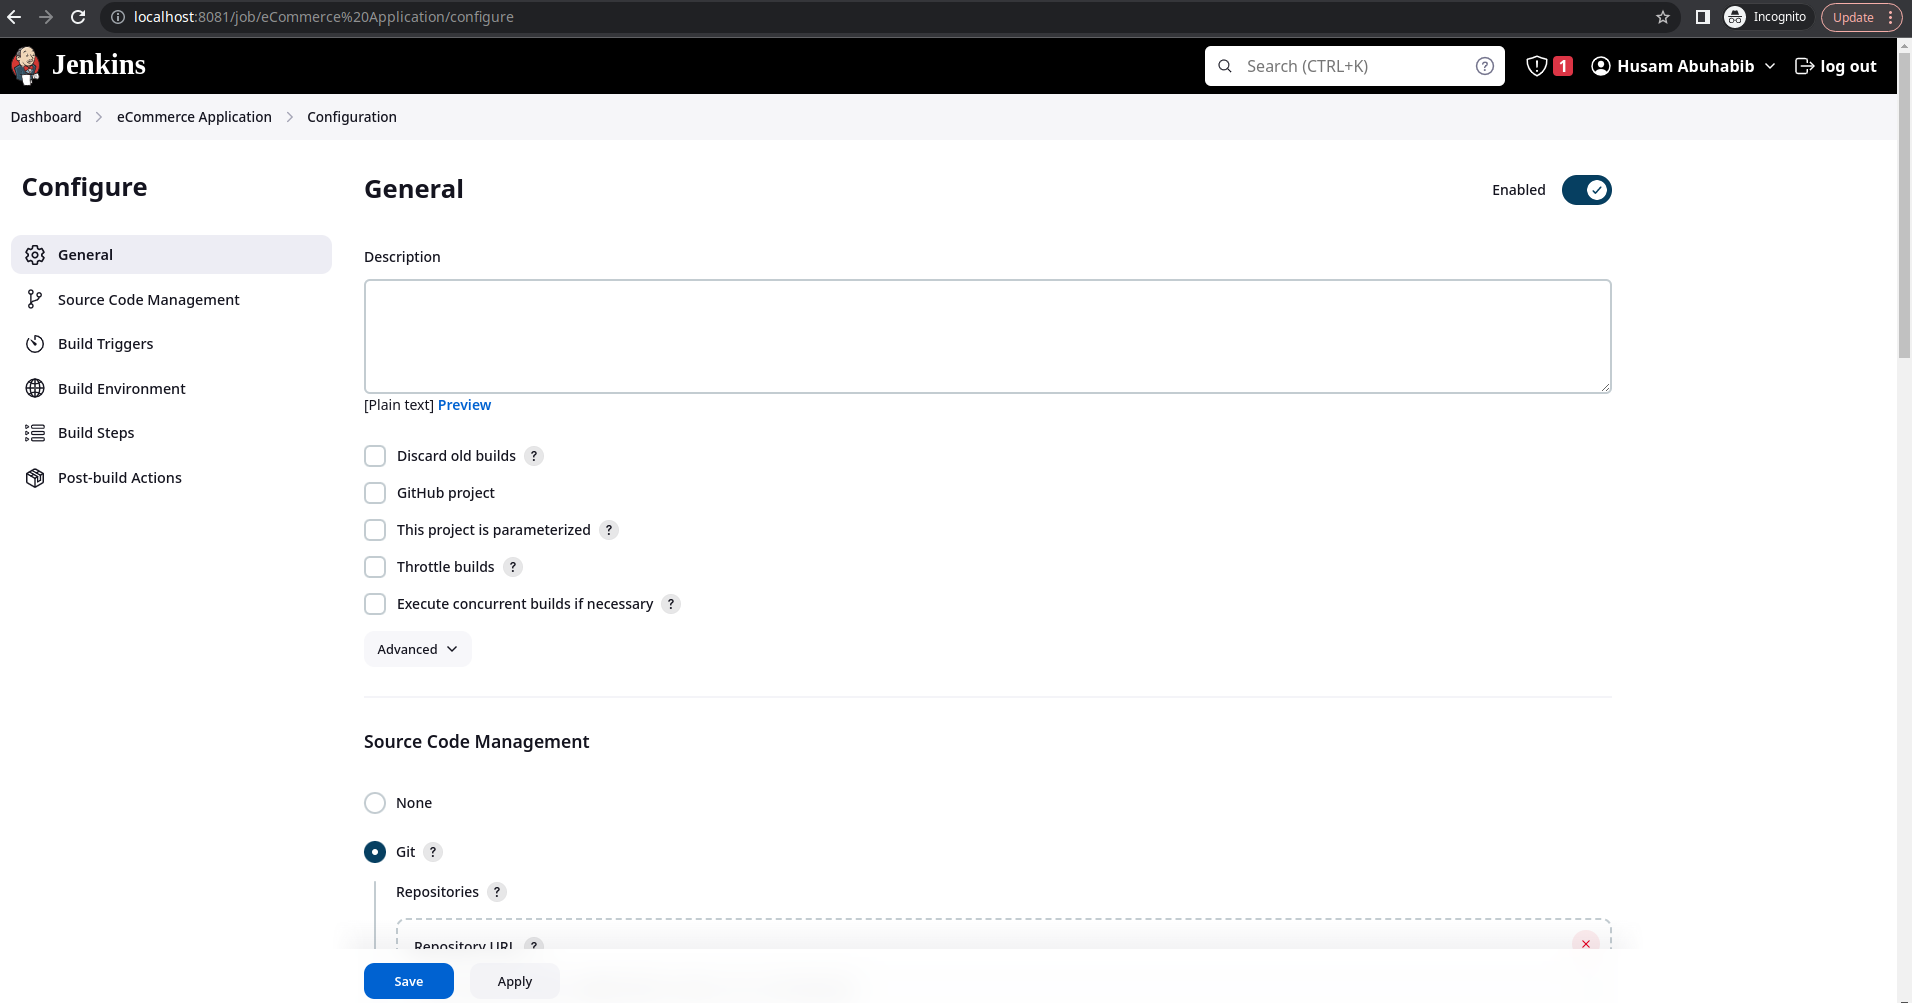 localhost:8081/job/eCommerce%20Application/configure
Incognito
Update
Jenkins
Search (CTRL+K)
?
1
Husam Abuhabib
log out
Dashboard
eCommerce Application
Configuration
Configure
General
Source Code Management
Build Triggers
Build Environment
Build Steps
Post-build Actions
General
Enabled
Description
[Plain text] Preview
Discard old builds ?
GitHub project
This project is parameterized ?
Throttle builds ?
Execute concurrent builds if necessary ?
Advanced
Source Code Management
None
Git ?
Repositories ?
Repository URL ?
Save
Apply